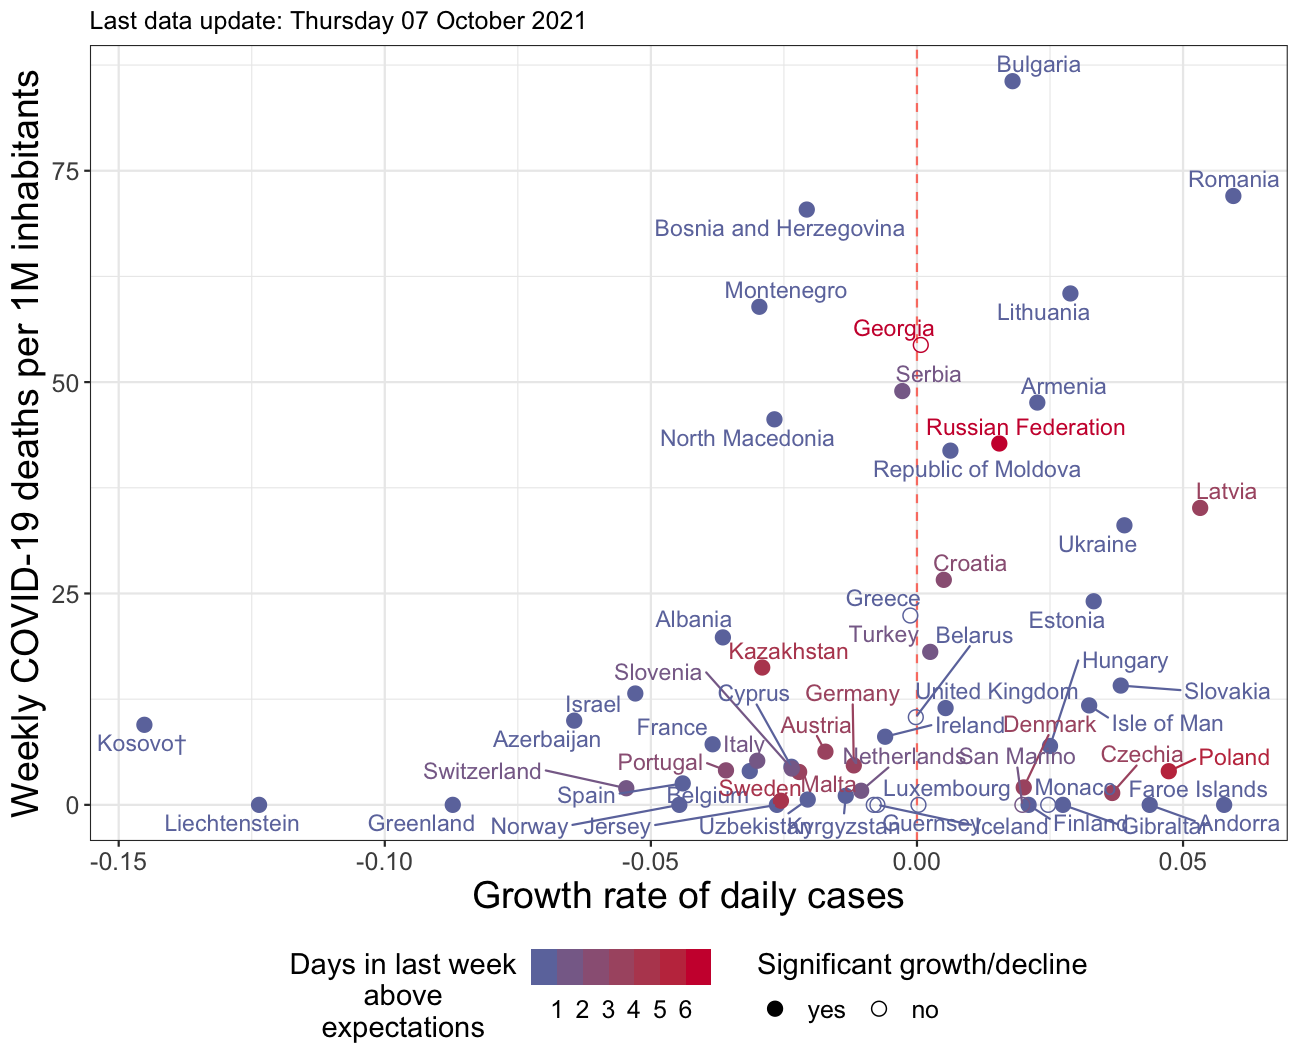 Last data update: Thursday 07 October 2021
Weekly COVID-19 deaths per 1M inhabitants
75
50
25
0
Bulgaria
Romania
Bosnia and Herzegovina
Montenegro
Lithuania
Georgia
Serbia
Armenia
Russian Federation
North Macedonia
Republic of Moldova
Latvia
Ukraine
Croatia
Greece
Estonia
Albania
Turkey
Belarus
Kazakhstan
Hungary
Slovenia
Cyprus
Germany
United Kingdom
Slovakia
Israel
France
Austria
Ireland
Denmark
Isle of Man
Kosovo†
Azerbaijan
Italy
Portugal
Netherlands
San Marino
Czechia
Poland
Switzerland
Spain
Belgium
Sweden
Malta
Luxembourg
Monaco
Faroe Islands
Liechtenstein
Greenland
Norway
Jersey
Uzbekistan
Kyrgyzstan
Guernsey
Iceland
Finland
Gibraltar
Andorra
-0.15
-0.10
-0.05
0.00
0.05
Growth rate of daily cases
Days in last week
above
expectations
1 2 3 4 5 6
Significant growth/decline
yes
no